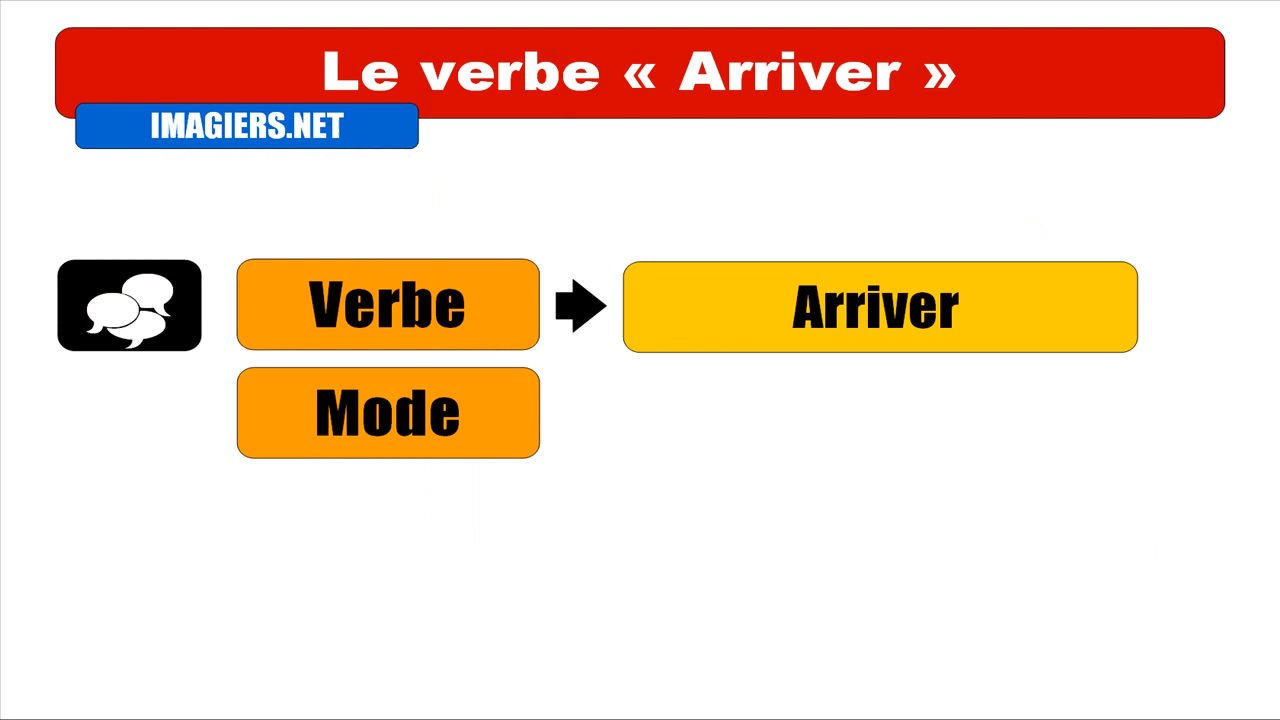 Le verbe « Arriver »
IMAGIERS.NET
Verbe
Arriver
Mode